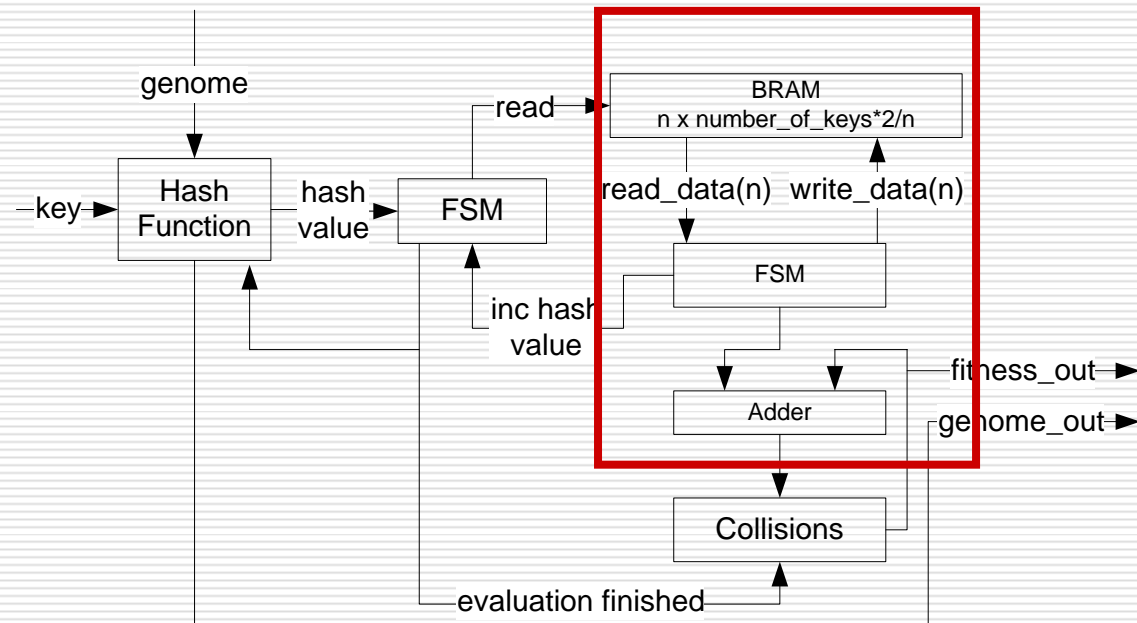 genome
BRAM
n x number_of_keys*2/n
read
key
Hash
Function
hash
value
FSM
read_data(n)
write_data(n)
FSM
inc hash
value
fitness_out
Adder
genome_out
Collisions
evaluation finished